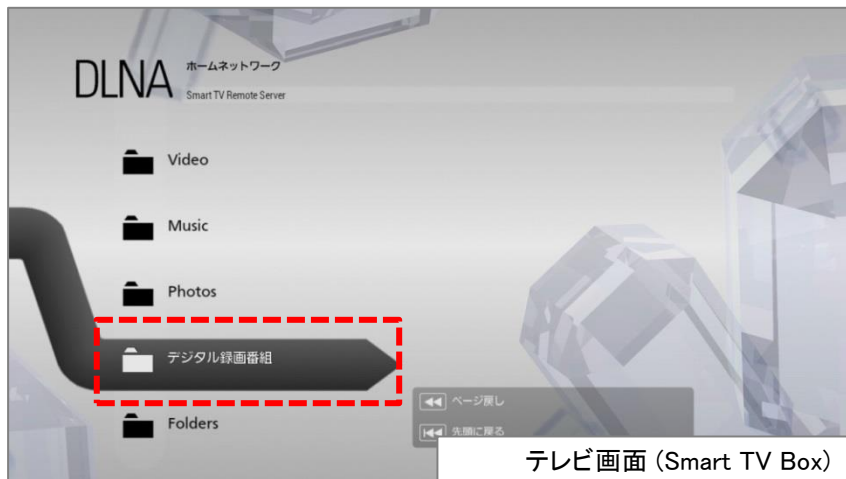 DLNA
ホームネットワーク
Smart TV Remote Server
Video
Music
Photos
デジタル録画番組
Folders
ページ戻し
先頭に戻る
テレビ画面 (Smart TV Box)